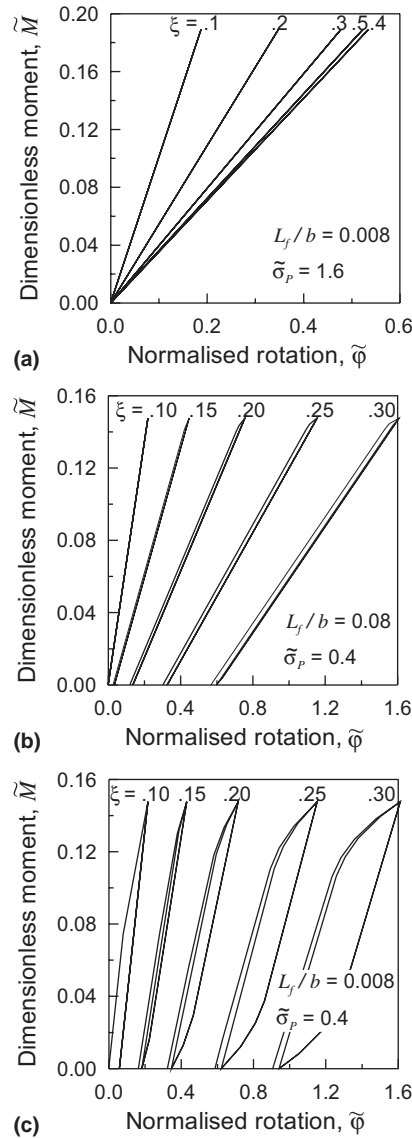 0.20
ξ = .1 .2 .3 .5 .4
0.16
0.12
0.08
0.04
0.00
Dimensionless moment, M̃
L_f / b = 0.008
σ̃_P = 1.6
0.0 0.2 0.4 0.6
(a) Normalised rotation, φ̃
0.16
ξ = .10 .15 .20 .25 .30
0.12
0.08
0.04
0.00
Dimensionless moment, M̃
L_f / b = 0.08
σ̃_P = 0.4
0.0 0.4 0.8 1.2 1.6
(b) Normalised rotation, φ̃
0.16
ξ = .10 .15 .20 .25 .30
0.12
0.08
0.04
0.00
Dimensionless moment, M̃
L_f / b = 0.008
σ̃_P = 0.4
0.0 0.4 0.8 1.2 1.6
(c) Normalised rotation, φ̃